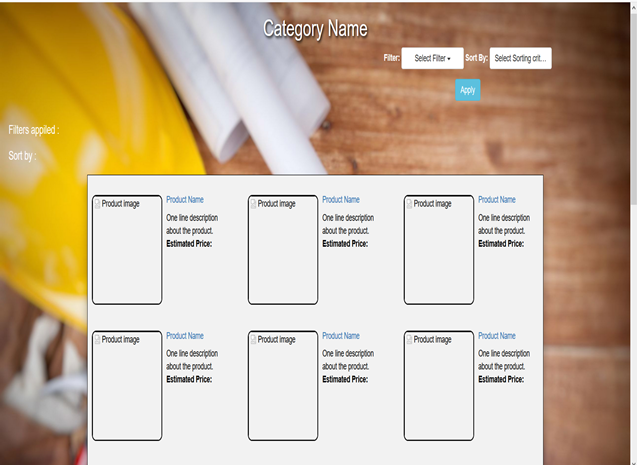 Category Name
Filter: Select Filter Sort By: Select Sorting crit...
Apply
Filters applied :
Sort by :
Product image
Product Name
One line description
about the product.
Estimated Price:
Product image
Product Name
One line description
about the product.
Estimated Price:
Product image
Product Name
One line description
about the product.
Estimated Price:
Product image
Product Name
One line description
about the product.
Estimated Price:
Product image
Product Name
One line description
about the product.
Estimated Price:
Product image
Product Name
One line description
about the product.
Estimated Price: